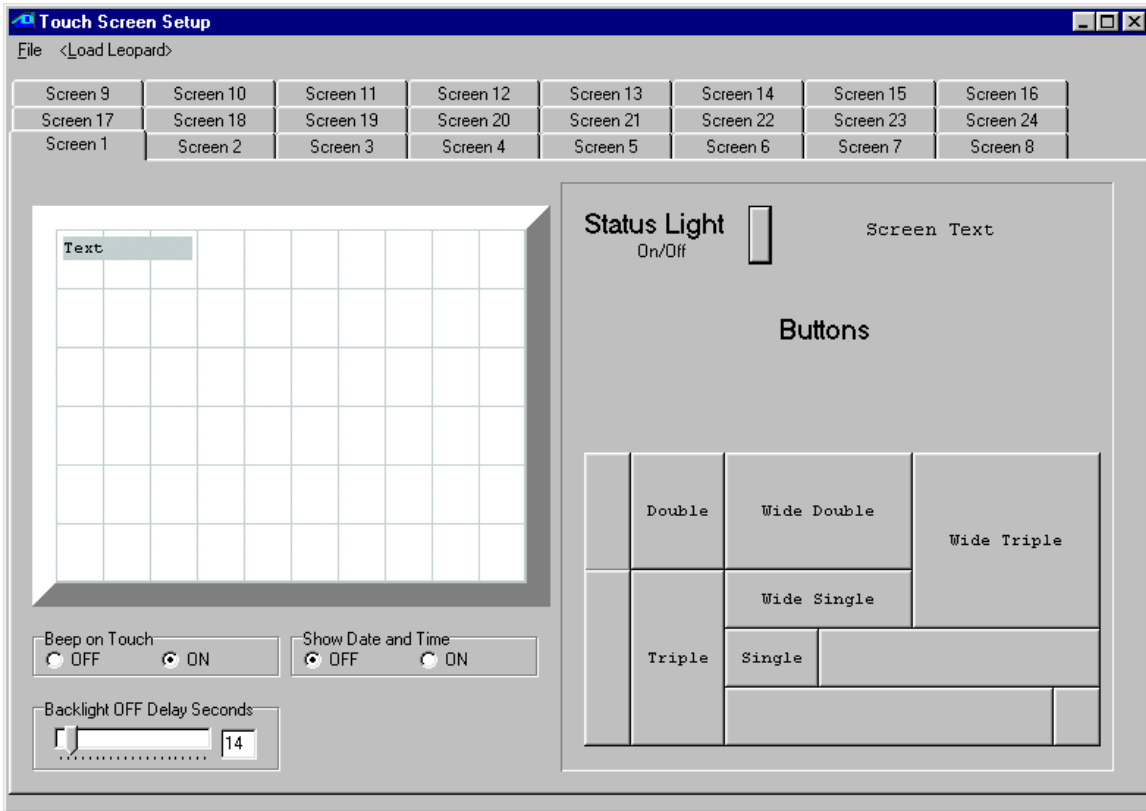 Touch Screen Setup
File <Load Leopard>
Screen 9 Screen 10 Screen 11 Screen 12 Screen 13 Screen 14 Screen 15 Screen 16
Screen 17 Screen 18 Screen 19 Screen 20 Screen 21 Screen 22 Screen 23 Screen 24
Screen 1 Screen 2 Screen 3 Screen 4 Screen 5 Screen 6 Screen 7 Screen 8
Text
Status Light
On/Off
Screen Text
Buttons
Double Wide Double
Wide Triple
Wide Single
Triple Single
Beep on Touch
OFF ON
Show Date and Time
OFF ON
Backlight OFF Delay Seconds
14